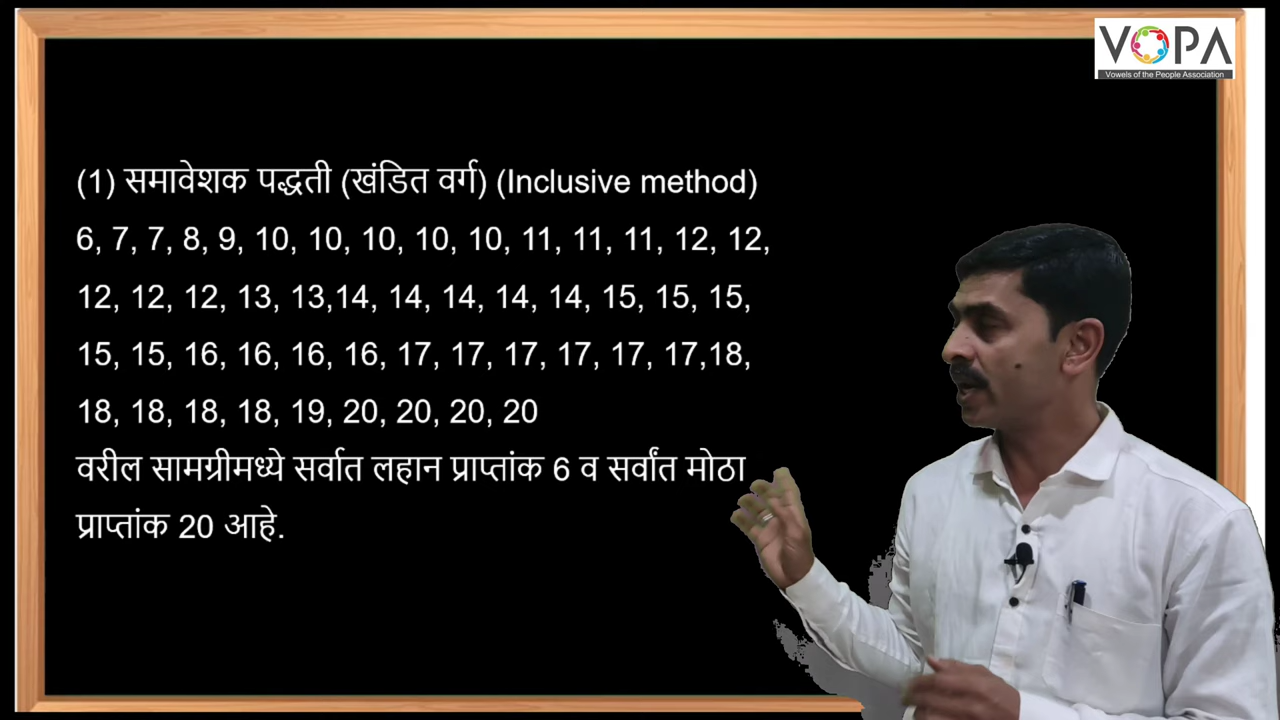 VOPA
Vowels of the People Association
(1) समावेशक पद्धती (खंडित वर्ग) (Inclusive method)
6, 7, 7, 8, 9, 10, 10, 10, 10, 10, 11, 11, 11, 12, 12,
12, 12, 12, 13, 13,14, 14, 14, 14, 14, 15, 15, 15,
15, 15, 16, 16, 16, 16, 17, 17, 17, 17, 17, 17,18,
18, 18, 18, 18, 19, 20, 20, 20, 20
वरील सामग्रीमध्ये सर्वात लहान प्राप्तांक 6 व सर्वांत मोठा
प्राप्तांक 20 आहे.